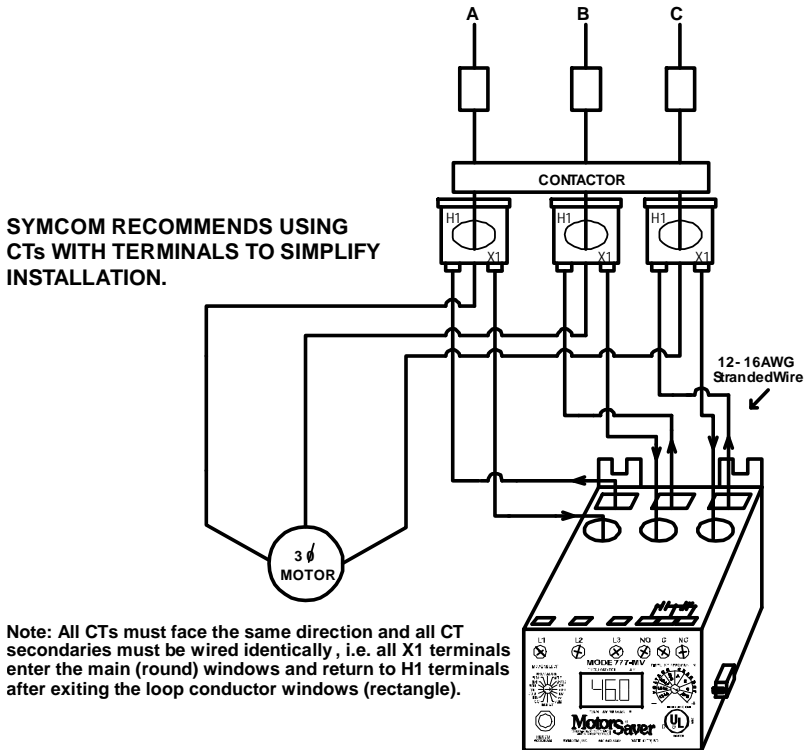 A B C
CONTACTOR
H1 H1 H1
X1 X1 X1
SYMCOM RECOMMENDS USING
CTs WITH TERMINALS TO SIMPLIFY
INSTALLATION.
12-16AWG
StrandedWire
3ϕ
MOTOR
Note: All CTs must face the same direction and all CT
secondaries must be wired identically, i.e. all X1 terminals
enter the main (round) windows and return to H1 terminals
after exiting the loop conductor windows (rectangle).
L1 L2 L3 NO C NC
MODE 777-MV
460
MotorSaver
UL